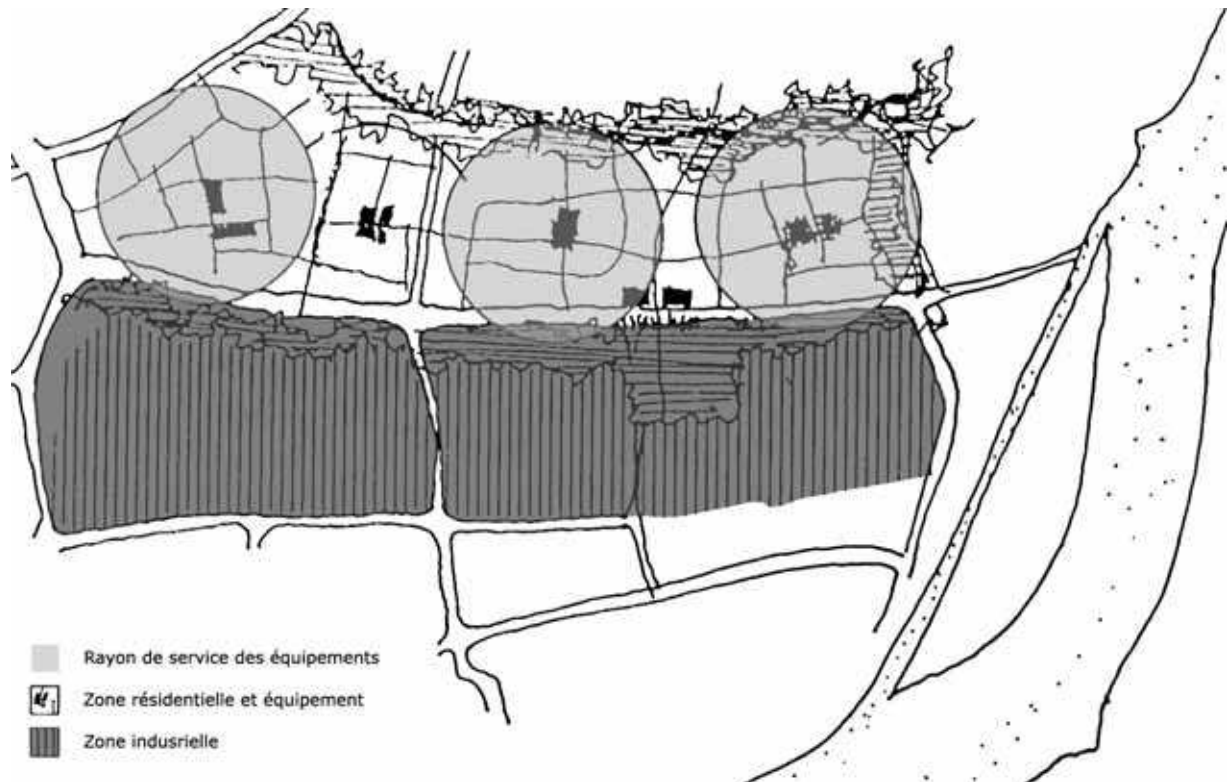 Rayon de service des équipements
Zone résidentielle et équipement
Zone indusrielle